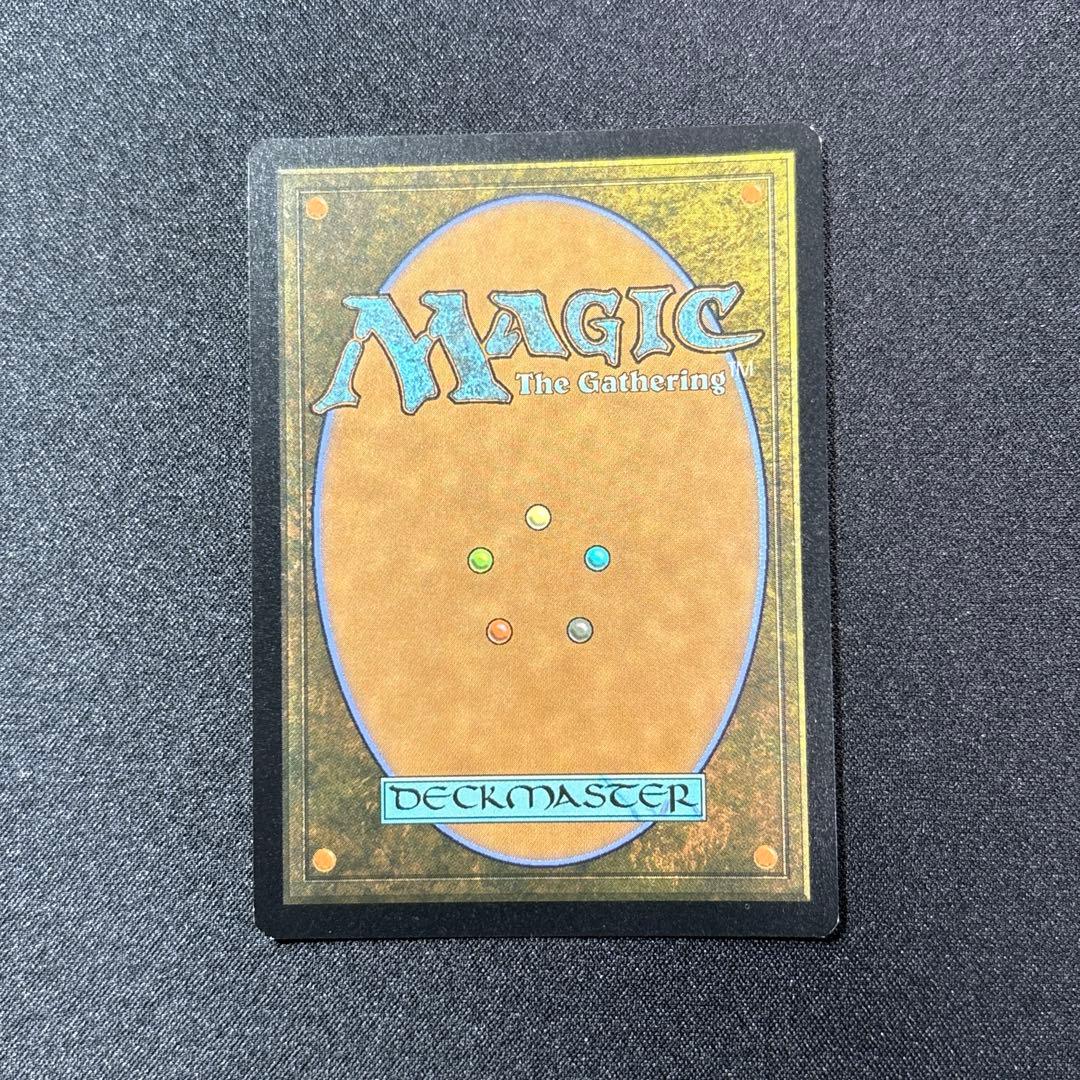 MAGIC
The Gathering™
DECKMASTER